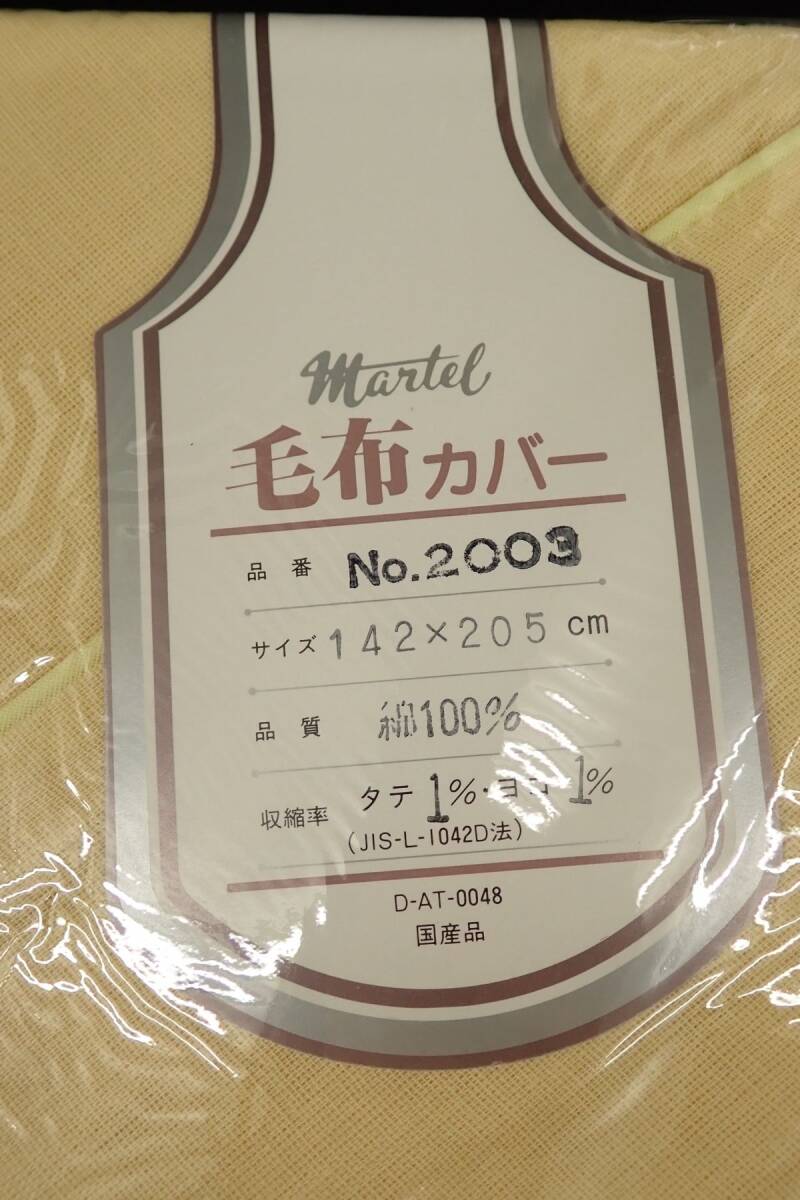 Martel
毛布カバー
品番 No.2003
サイズ 142×205 cm
品質 綿100%
収縮率 タテ 1%・ヨコ 1%
(JIS-L-1042D法)
D-AT-0048
国産品